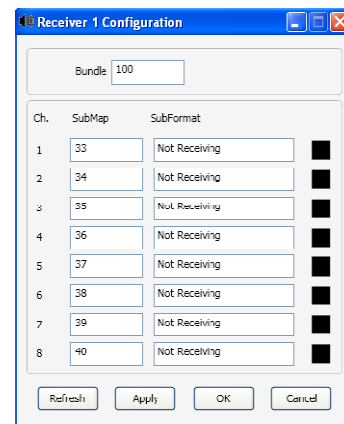 Receiver 1 Configuration
Bundle 100
Ch. SubMap SubFormat
1 33 Not Receiving
2 34 Not Receiving
3 35 Not Receiving
4 36 Not Receiving
5 37 Not Receiving
6 38 Not Receiving
7 39 Not Receiving
8 40 Not Receiving
Refresh Apply OK Cancel